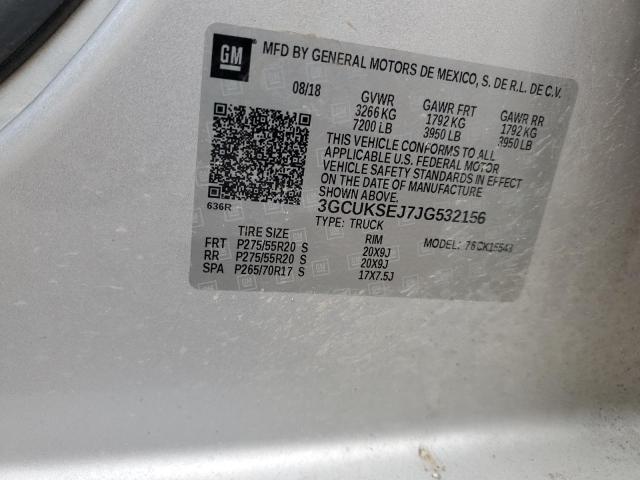 GM MFD BY GENERAL MOTORS DE MEXICO, S. DE R.L. DE C.V.
08/18 GVWR GAWR FRT GAWR RR
3266 KG 1792 KG 1792 KG
7200 LB 3950 LB 3950 LB
THIS VEHICLE CONFORMS TO ALL
APPLICABLE U.S. FEDERAL MOTOR
VEHICLE SAFETY STANDARDS IN EFFECT
ON THE DATE OF MANUFACTURE
SHOWN ABOVE.
636R 3GCUKSEJ7JG532156
TYPE: TRUCK
TIRE SIZE RIM MODEL: 76CK15543
FRT P275/55R20 S 20X9J
RR P275/55R20 S 20X9J
SPA P265/70R17 S 17X7.5J